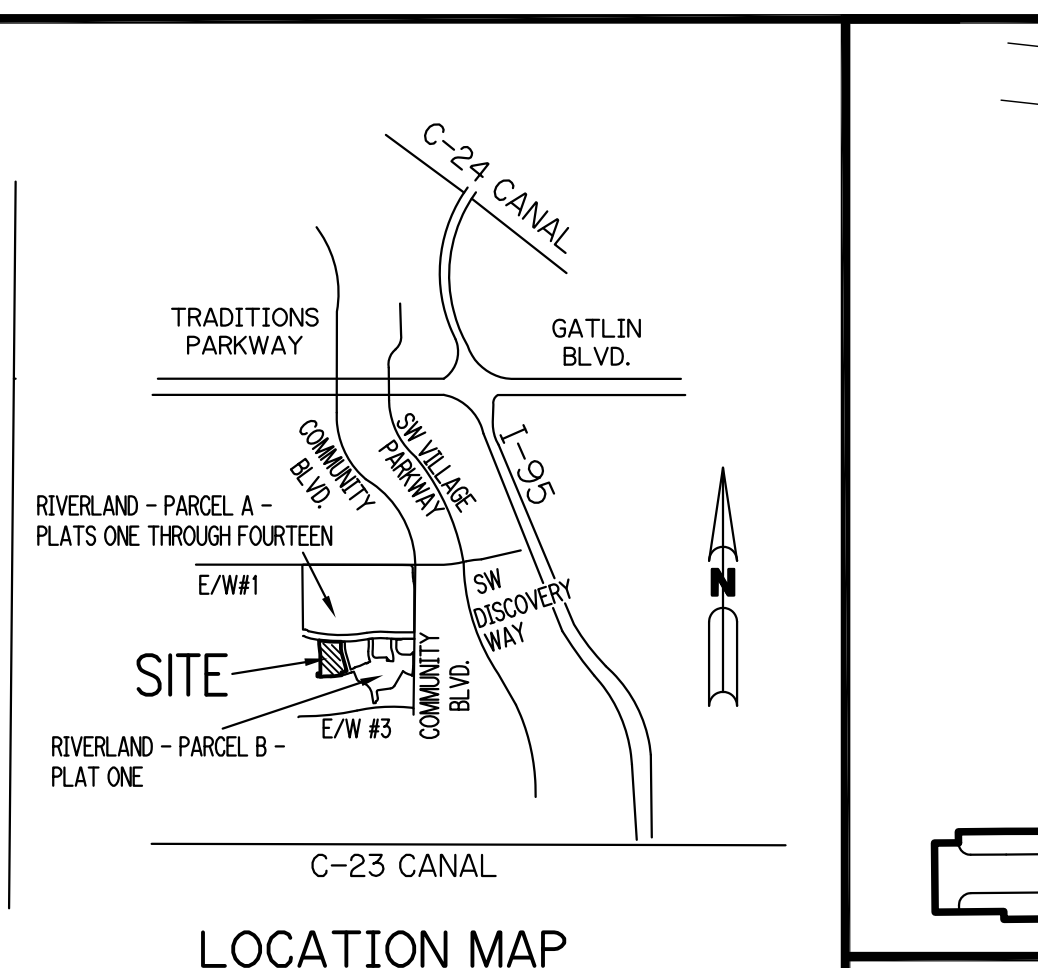 C-24 CANAL
TRADITIONS
PARKWAY
GATLIN
BLVD.
COMMUNITY
BLVD.
SW VILLAGE
PARKWAY
I-95
RIVERLAND - PARCEL A -
PLATS ONE THROUGH FOURTEEN
E/W#1
SW
DISCOVERY
WAY
N
SITE
COMMUNITY
BLVD.
E/W #3
RIVERLAND - PARCEL B -
PLAT ONE
C-23 CANAL
LOCATION MAP